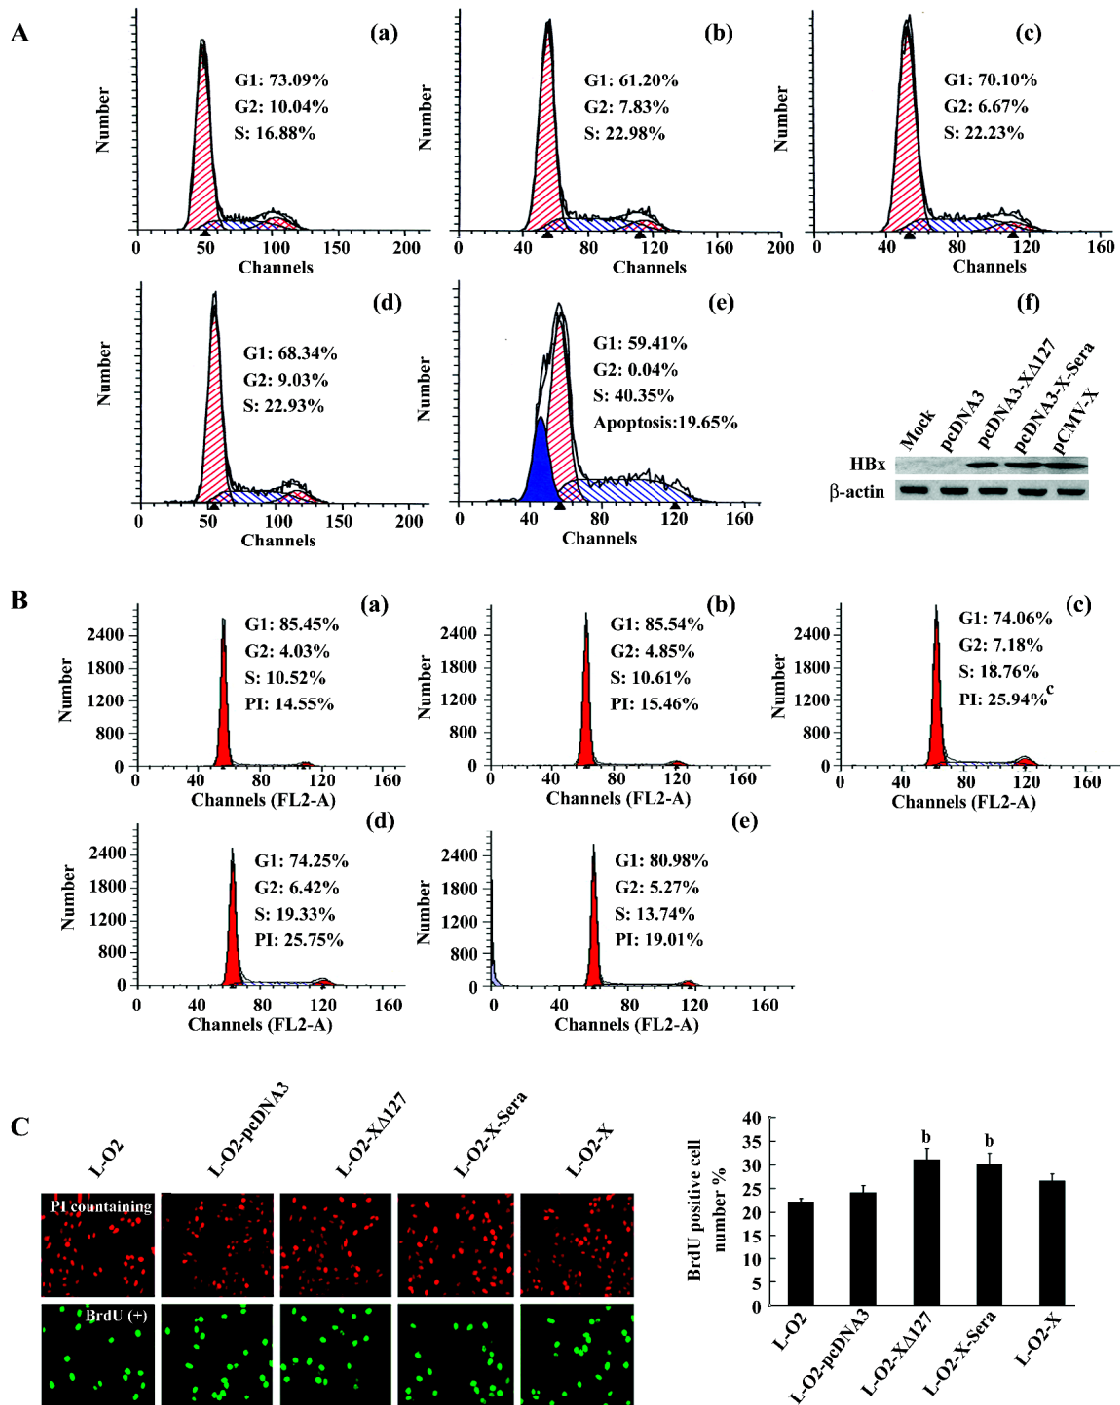 A
(a)
Number
G1: 73.09%
G2: 10.04%
S: 16.88%
0 50 100 150 200
Channels
(b)
Number
G1: 61.20%
G2: 7.83%
S: 22.98%
0 40 80 120 160 200
Channels
(c)
Number
G1: 70.10%
G2: 6.67%
S: 22.23%
0 40 80 120 160
Channels
(d)
Number
G1: 68.34%
G2: 9.03%
S: 22.93%
0 50 100 150 200
Channels
(e)
Number
G1: 59.41%
G2: 0.04%
S: 40.35%
Apoptosis:19.65%
0 40 80 120 160
Channels
(f)
Mock
pcDNA3
pcDNA3-XΔ127
pcDNA3-X-Sera
pCMV-X
HBx
β-actin
B
(a)
Number
2400
1800
1200
800
0
G1: 85.45%
G2: 4.03%
S: 10.52%
PI: 14.55%
0 40 80 120 160
Channels (FL2-A)
(b)
Number
2400
1800
1200
800
0
G1: 85.54%
G2: 4.85%
S: 10.61%
PI: 15.46%
0 40 80 120 160
Channels (FL2-A)
(c)
Number
2400
1800
1200
800
0
G1: 74.06%
G2: 7.18%
S: 18.76%
PI: 25.94%c
0 40 80 120 160
Channels (FL2-A)
(d)
Number
2400
1800
1200
800
0
G1: 74.25%
G2: 6.42%
S: 19.33%
PI: 25.75%
0 40 80 120 160
Channels (FL2-A)
(e)
Number
2400
1800
1200
800
0
G1: 80.98%
G2: 5.27%
S: 13.74%
PI: 19.01%
0 40 80 120 160
Channels (FL2-A)
C
L-O2
L-O2-pcDNA3
L-O2-XΔ127
L-O2-X-Sera
L-O2-X
PI countaining
BrdU (+)
BrdU positive cell
number %
40
35
30
25
20
15
10
5
0
b
b
L-O2
L-O2-pcDNA3
L-O2-XΔ127
L-O2-X-Sera
L-O2-X